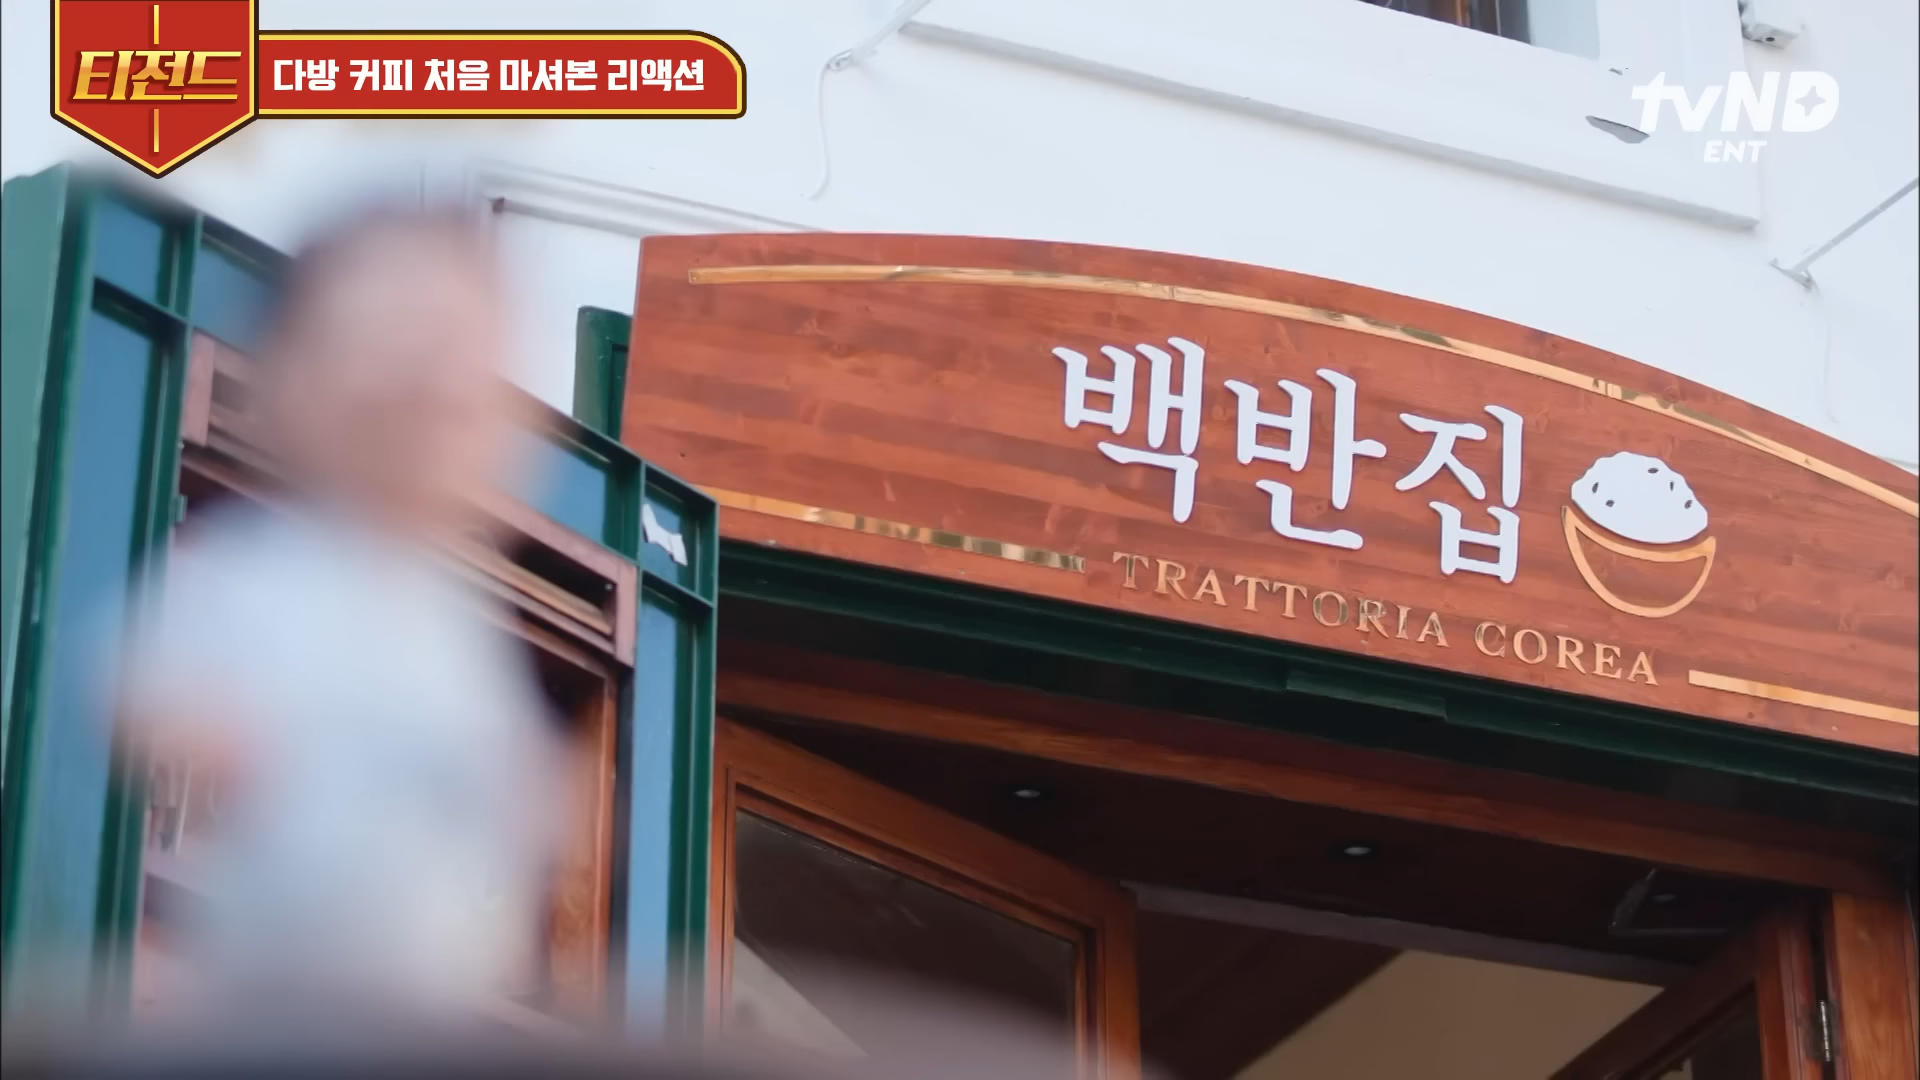 티전드
다방 커피 처음 마셔본 리액션
tvND
ENT
백반집
TRATTORIA COREA